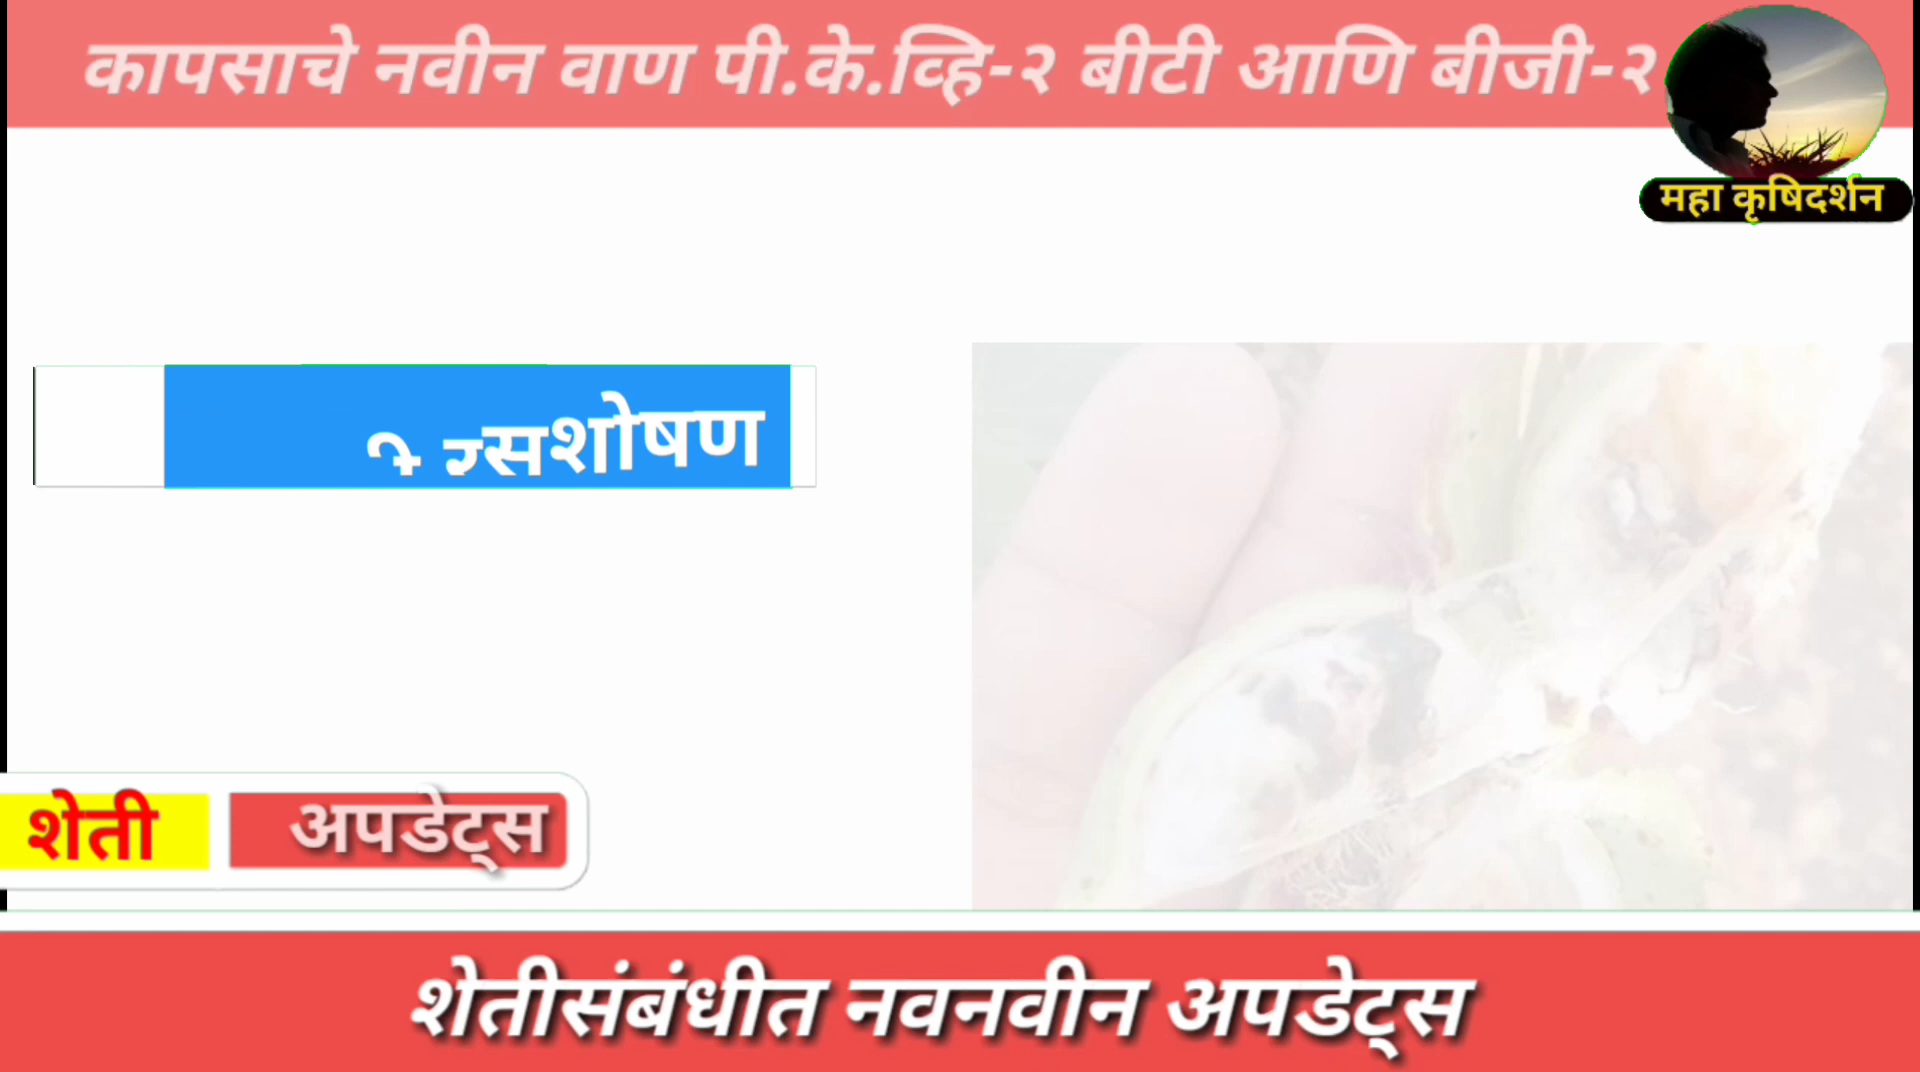 कापसाचे नवीन वाण पी.के.व्हि-२ बीटी आणि बीजी-२
महा कृषिदर्शन
रसशोषण
शेती अपडेट्स
शेतीसंबंधीत नवनवीन अपडेट्स